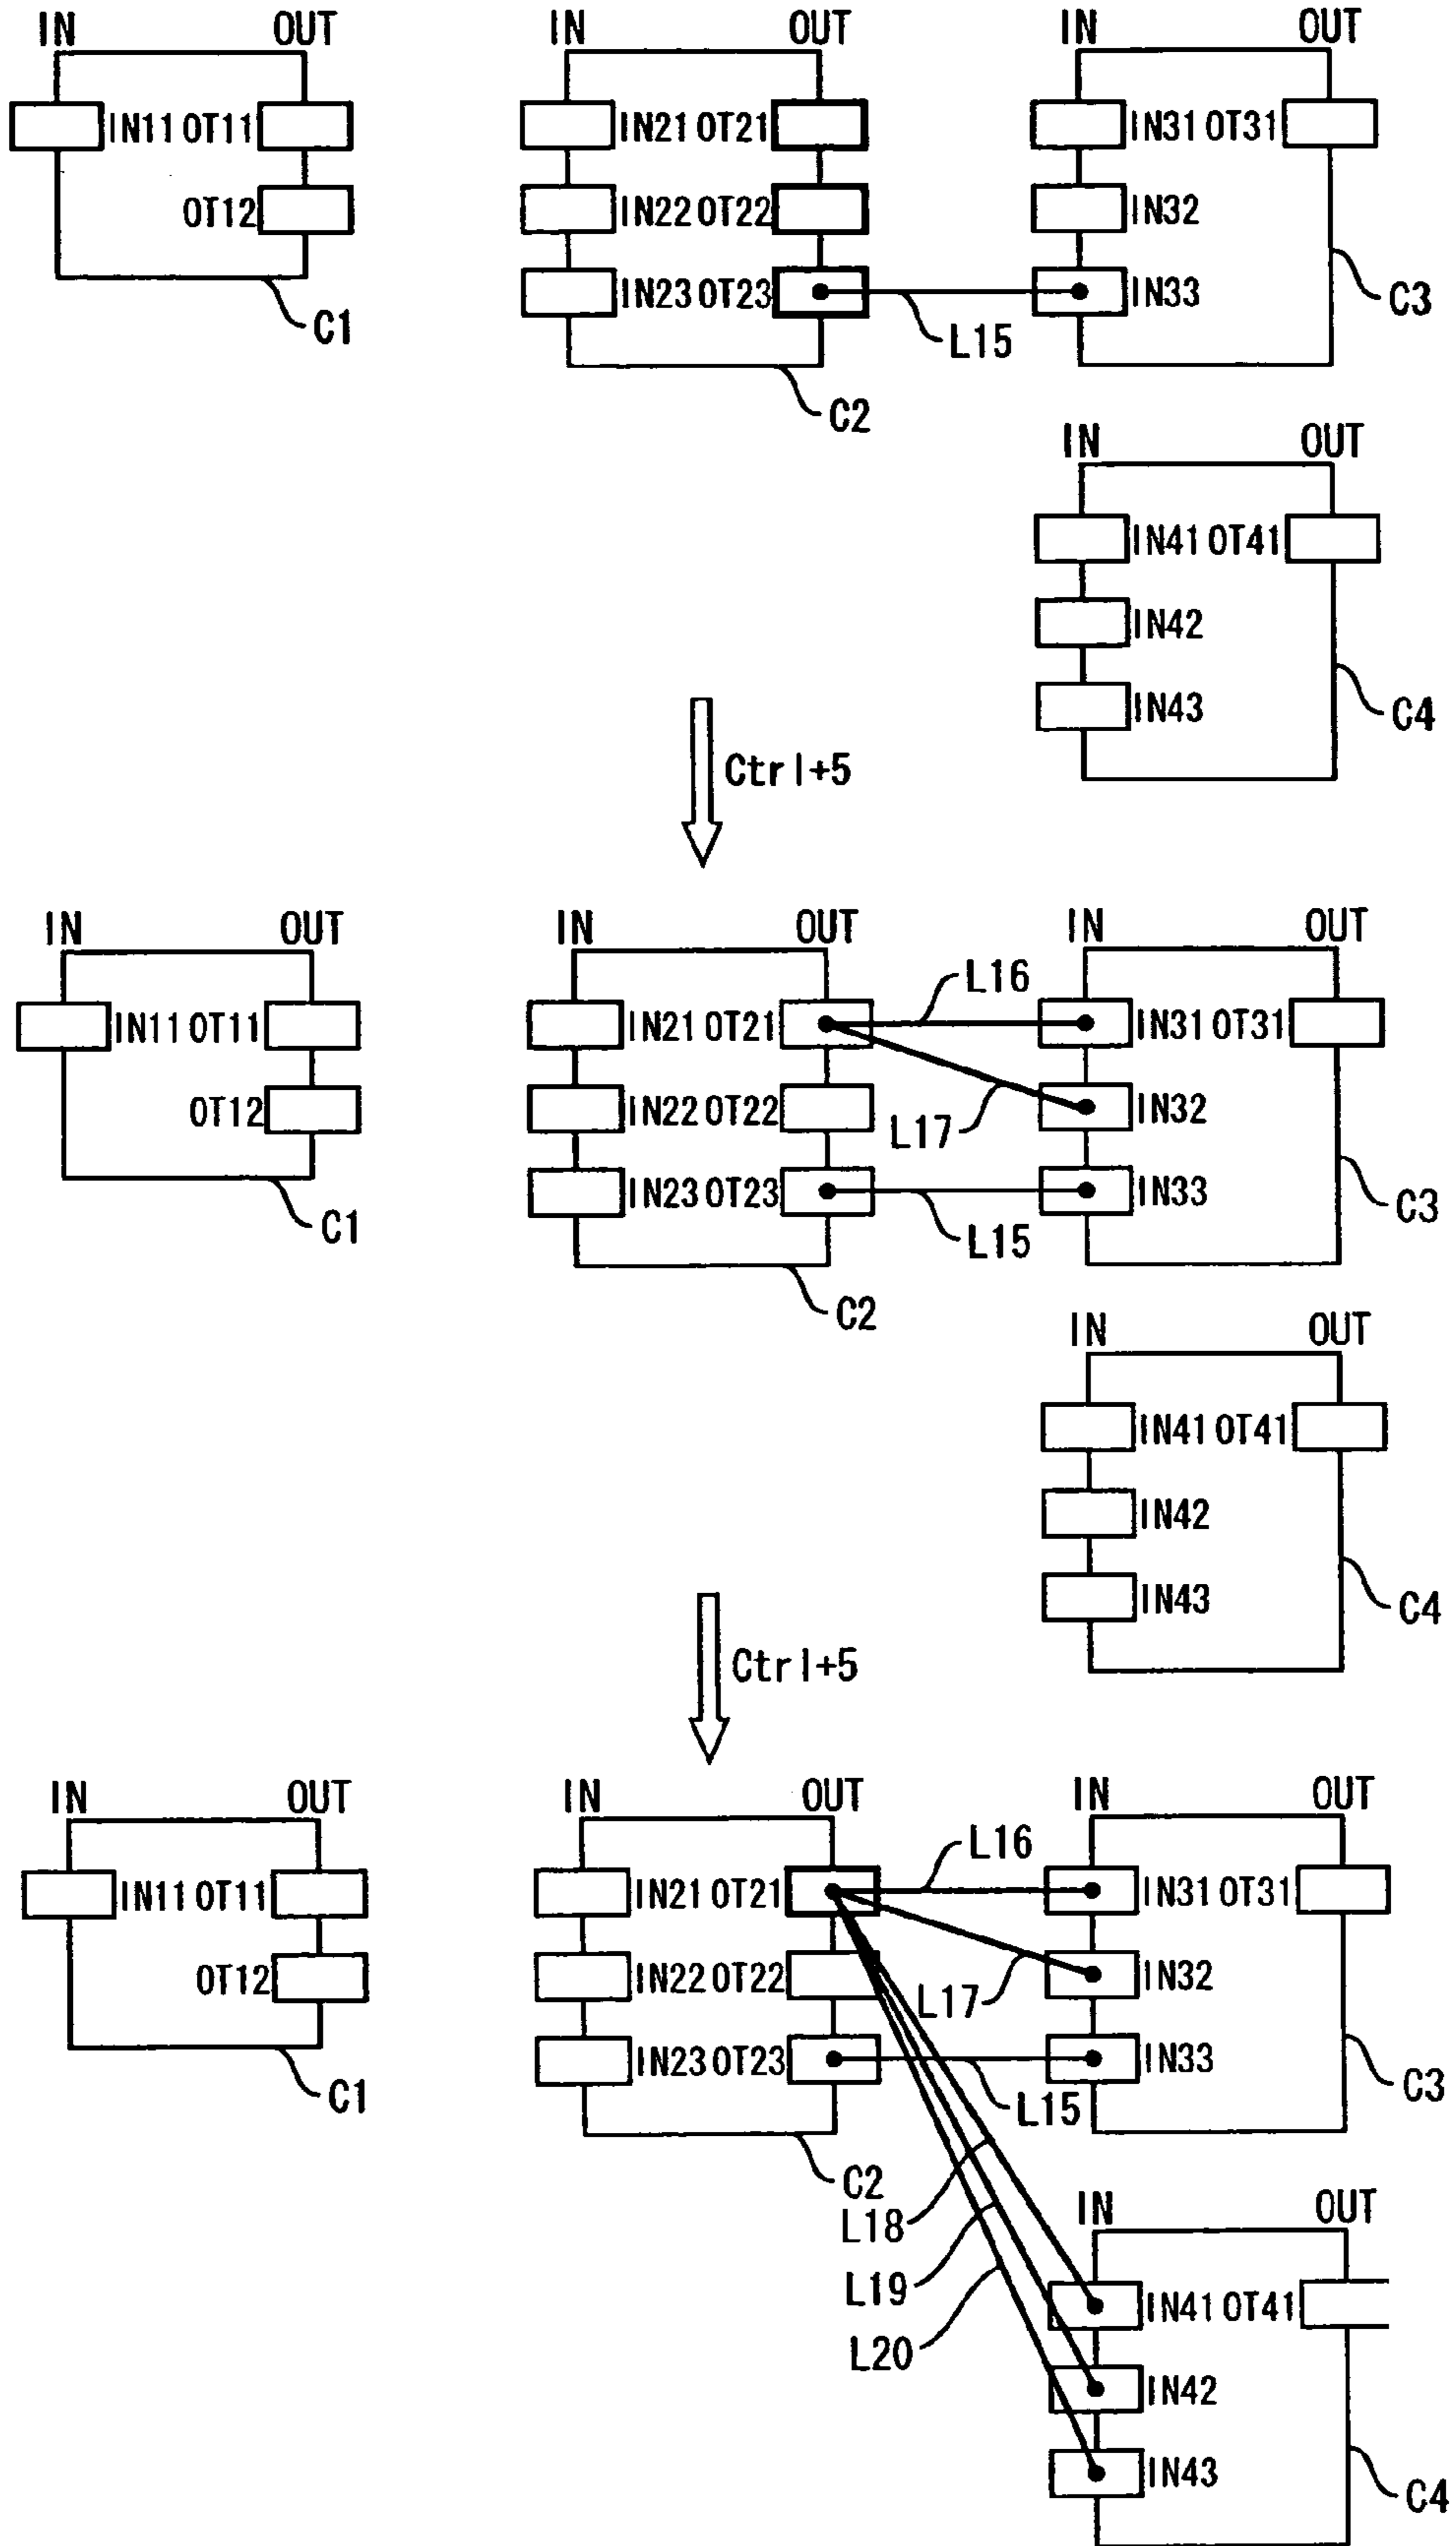 IN OUT IN OUT IN OUT
IN11 OT11 IN21 OT21 IN31 OT31
OT12 IN22 OT22 IN32
IN23 OT23 IN33
C1 L15 C3
C2
IN OUT
IN41 OT41
IN42
IN43 C4
Ctrl+5
IN OUT IN OUT IN OUT
L16
IN11 OT11 IN21 OT21 IN31 OT31
OT12 IN22 OT22 L17 IN32
IN23 OT23 IN33
C1 L15 C3
C2
IN OUT
IN41 OT41
IN42
IN43 C4
Ctrl+5
IN OUT IN OUT IN OUT
L16
IN11 OT11 IN21 OT21 IN31 OT31
OT12 IN22 OT22 L17 IN32
IN23 OT23 IN33
C1 L15 C3
C2
L18 IN OUT
L19 IN41 OT41
L20
IN42
IN43 C4